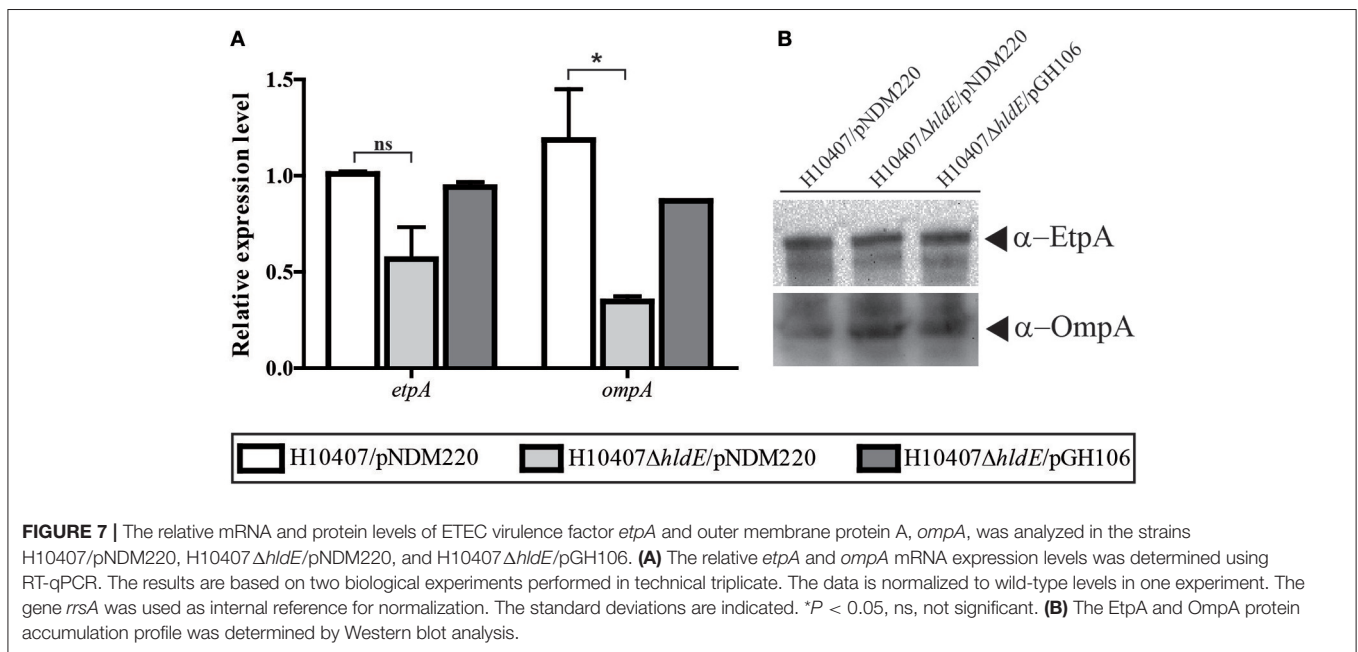 A
B
Relative expression level
1.5
1.0
0.5
0.0
ns
*
etpA
ompA
H10407/pNDM220
H10407ΔhldE/pNDM220
H10407ΔhldE/pGH106
α–EtpA
α–OmpA
H10407/pNDM220
H10407ΔhldE/pNDM220
H10407ΔhldE/pGH106
FIGURE 7 | The relative mRNA and protein levels of ETEC virulence factor etpA and outer membrane protein A, ompA, was analyzed in the strains
H10407/pNDM220, H10407ΔhldE/pNDM220, and H10407ΔhldE/pGH106. (A) The relative etpA and ompA mRNA expression levels was determined using
RT-qPCR. The results are based on two biological experiments performed in technical triplicate. The data is normalized to wild-type levels in one experiment. The
gene rrsA was used as internal reference for normalization. The standard deviations are indicated. *P < 0.05, ns, not significant. (B) The EtpA and OmpA protein
accumulation profile was determined by Western blot analysis.